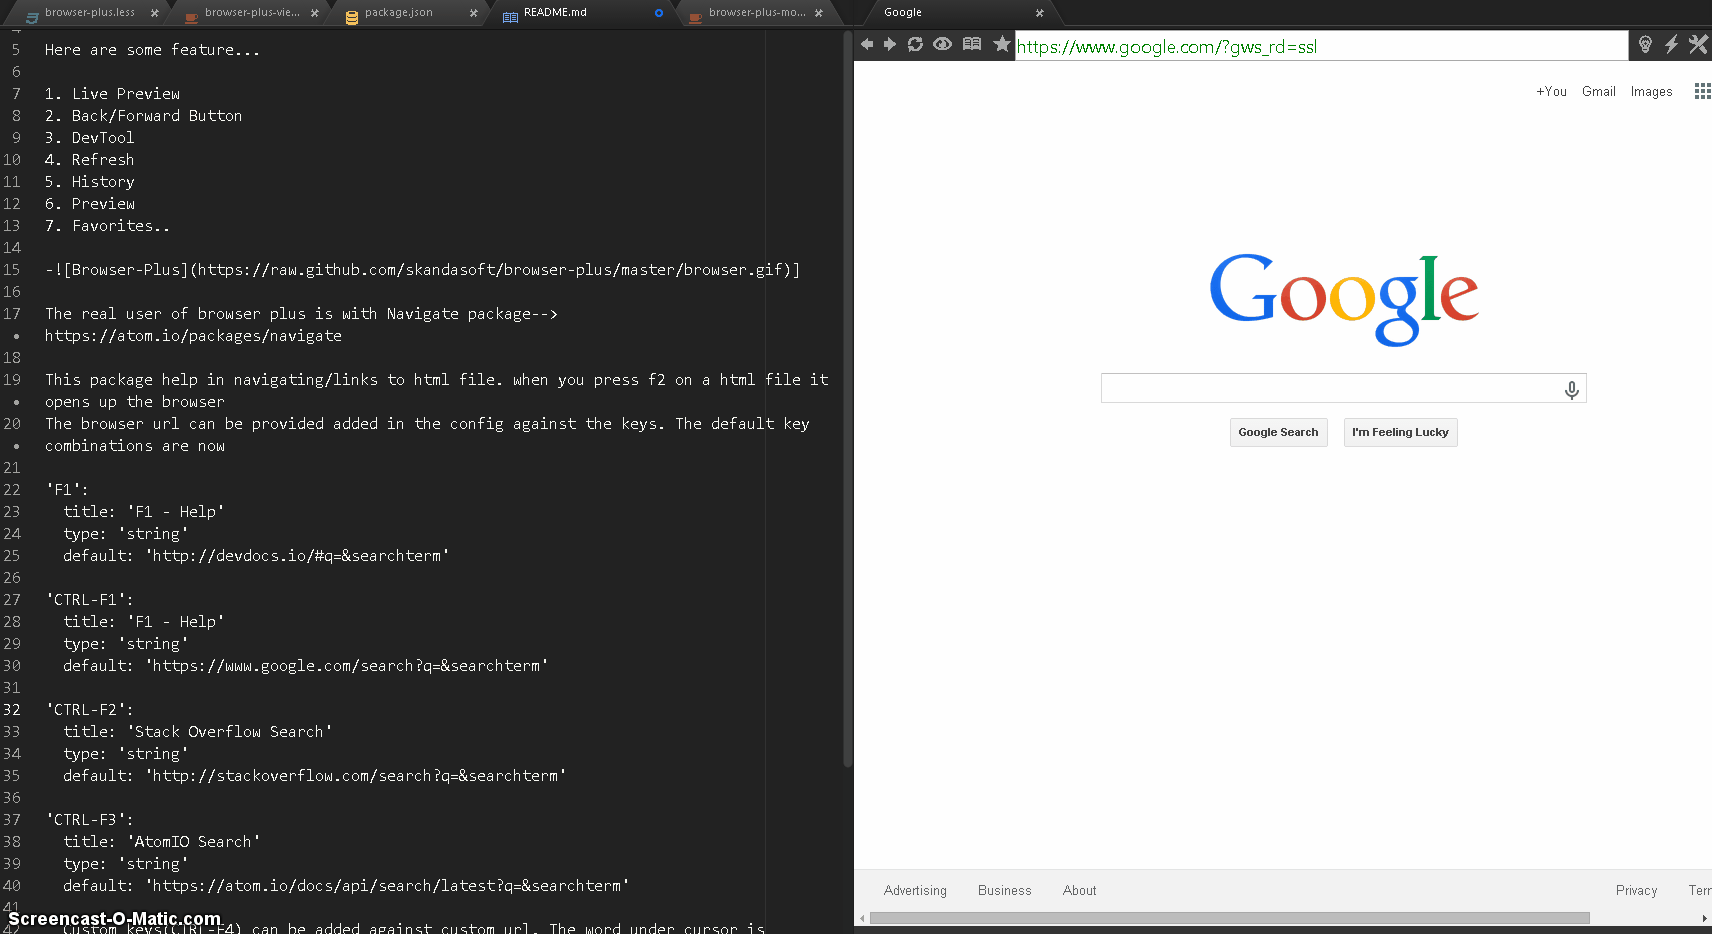 browser-plus.less
browser-plus-vie...
package.json
README.md
browser-plus-mo...
Google
5 Here are some feature...
6
7 1. Live Preview
8 2. Back/Forward Button
9 3. DevTool
10 4. Refresh
11 5. History
12 6. Preview
13 7. Favorites..
14
15 -![Browser-Plus](https://raw.github.com/skandasoft/browser-plus/master/browser.gif)]
16
17 The real user of browser plus is with Navigate package-->
• https://atom.io/packages/navigate
18
19 This package help in navigating/links to html file. when you press f2 on a html file it
• opens up the browser
20 The browser url can be provided added in the config against the keys. The default key
• combinations are now
21
22 'F1':
23 title: 'F1 - Help'
24 type: 'string'
25 default: 'http://devdocs.io/#q=&searchterm'
26
27 'CTRL-F1':
28 title: 'F1 - Help'
29 type: 'string'
30 default: 'https://www.google.com/search?q=&searchterm'
31
32 'CTRL-F2':
33 title: 'Stack Overflow Search'
34 type: 'string'
35 default: 'http://stackoverflow.com/search?q=&searchterm'
36
37 'CTRL-F3':
38 title: 'AtomIO Search'
39 type: 'string'
40 default: 'https://atom.io/docs/api/search/latest?q=&searchterm'
41
Screencast-O-Matic.com
42 Custom keys(CTRL-F4) can be added against custom url. The word under cursor is
https://www.google.com/?gws_rd=ssl
+You Gmail Images
Google
Google Search
I'm Feeling Lucky
Advertising Business About
Privacy